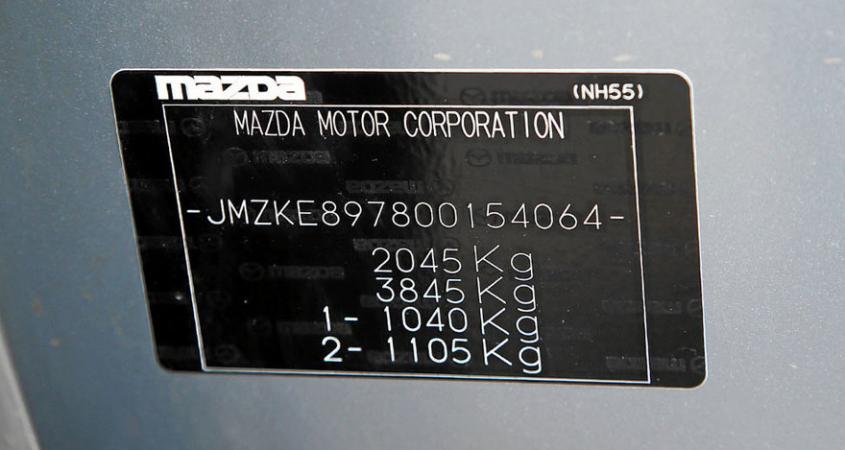 mazda
(NH55)
MAZDA MOTOR CORPORATION
-JMZKE897800154064-
2045 Kg
3845 Kg
1- 1040 Kg
2- 1105 Kg